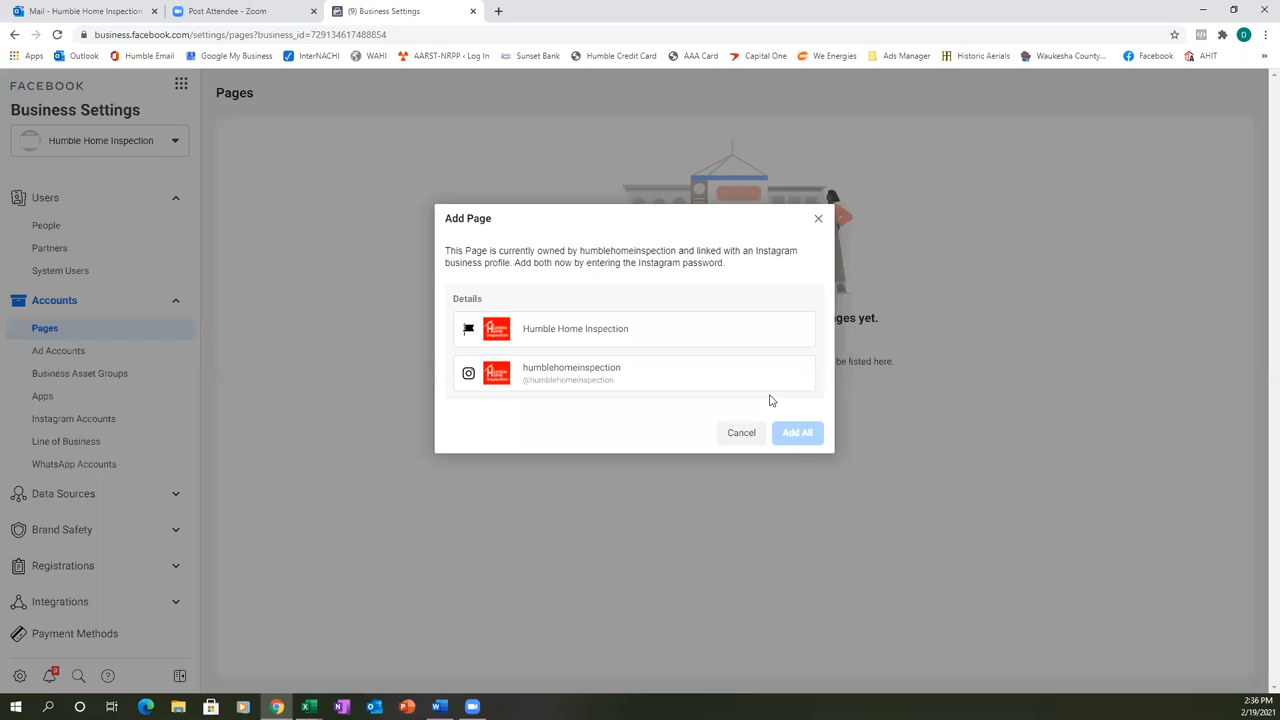 Mail - Humble Home Inspection
Post Attendee - Zoom
(9) Business Settings
business.facebook.com/settings/pages?business_id=729134617488854
Apps
Outlook
Humble Email
Google My Business
InterNACHI
WAHI
AARST-NRPP ‹ Log In
Sunset Bank
Humble Credit Card
AAA Card
Capital One
We Energies
Ads Manager
Historic Aerials
Waukesha County...
Facebook
AHIT
FACEBOOK
Business Settings
Humble Home Inspection
Users
People
Partners
System Users
Accounts
Pages
Ad Accounts
Business Asset Groups
Apps
Instagram Accounts
Line of Business
WhatsApp Accounts
Data Sources
Brand Safety
Registrations
Integrations
Payment Methods
Pages
ges yet.
be listed here.
Add Page
This Page is currently owned by humblehomeinspection and linked with an Instagram
business profile. Add both now by entering the Instagram password.
Details
Humble Home Inspection
humblehomeinspection
@humblehomeinspection
Cancel
Add All
2:36 PM
2/19/2021